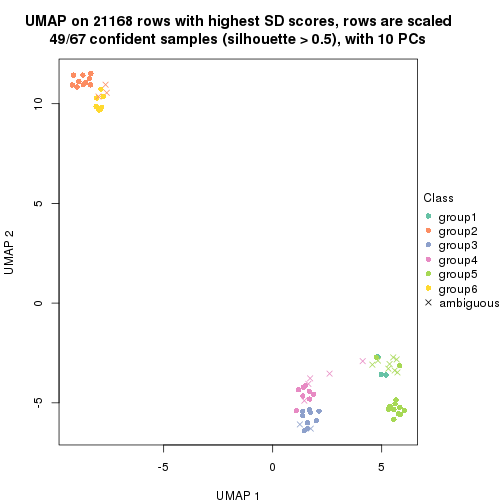 UMAP on 21168 rows with highest SD scores, rows are scaled
49/67 confident samples (silhouette > 0.5), with 10 PCs
10
5
0
-5
UMAP 2
-5
0
5
UMAP 1
Class
group1
group2
group3
group4
group5
group6
ambiguous